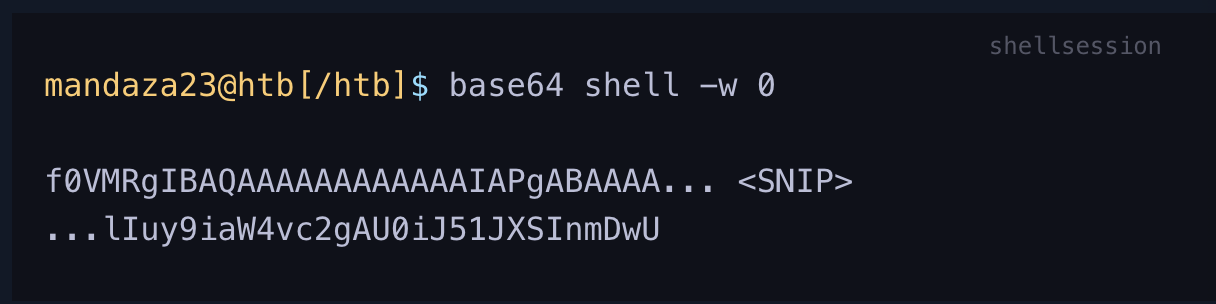 shellsession
mandaza23@htb[/htb]$ base64 shell -w 0
f0VMRgIBAQAAAAAAAAAAAAIAPgABAAAA... <SNIP>
...lIuy9iaW4vc2gAU0iJ51JXSInmDwU